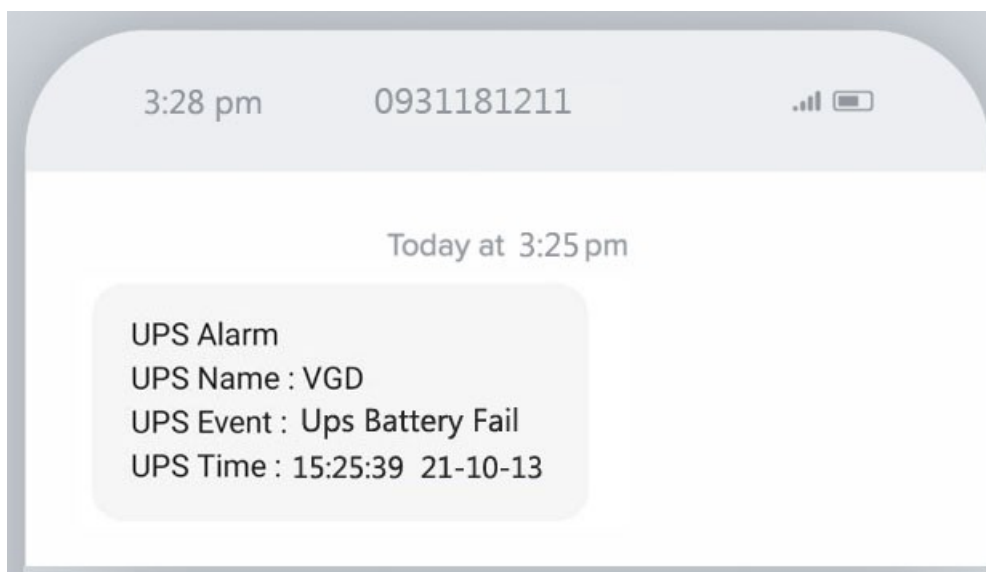 3:28 pm 0931181211
Today at 3:25 pm
UPS Alarm
UPS Name : VGD
UPS Event : Ups Battery Fail
UPS Time : 15:25:39 21-10-13